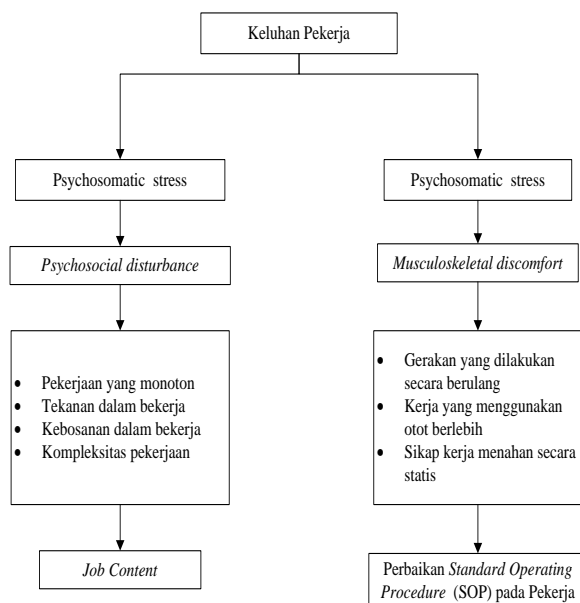 Keluhan Pekerja
Psychosomatic stress
Psychosomatic stress
Psychosocial disturbance
Musculoskeletal discomfort
• Pekerjaan yang monoton
• Tekanan dalam bekerja
• Kebosanan dalam bekerja
• Kompleksitas pekerjaan
• Gerakan yang dilakukan
secara berulang
• Kerja yang menggunakan
otot berlebih
• Sikap kerja menahan secara
statis
Job Content
Perbaikan Standard Operating
Procedure (SOP) pada Pekerja